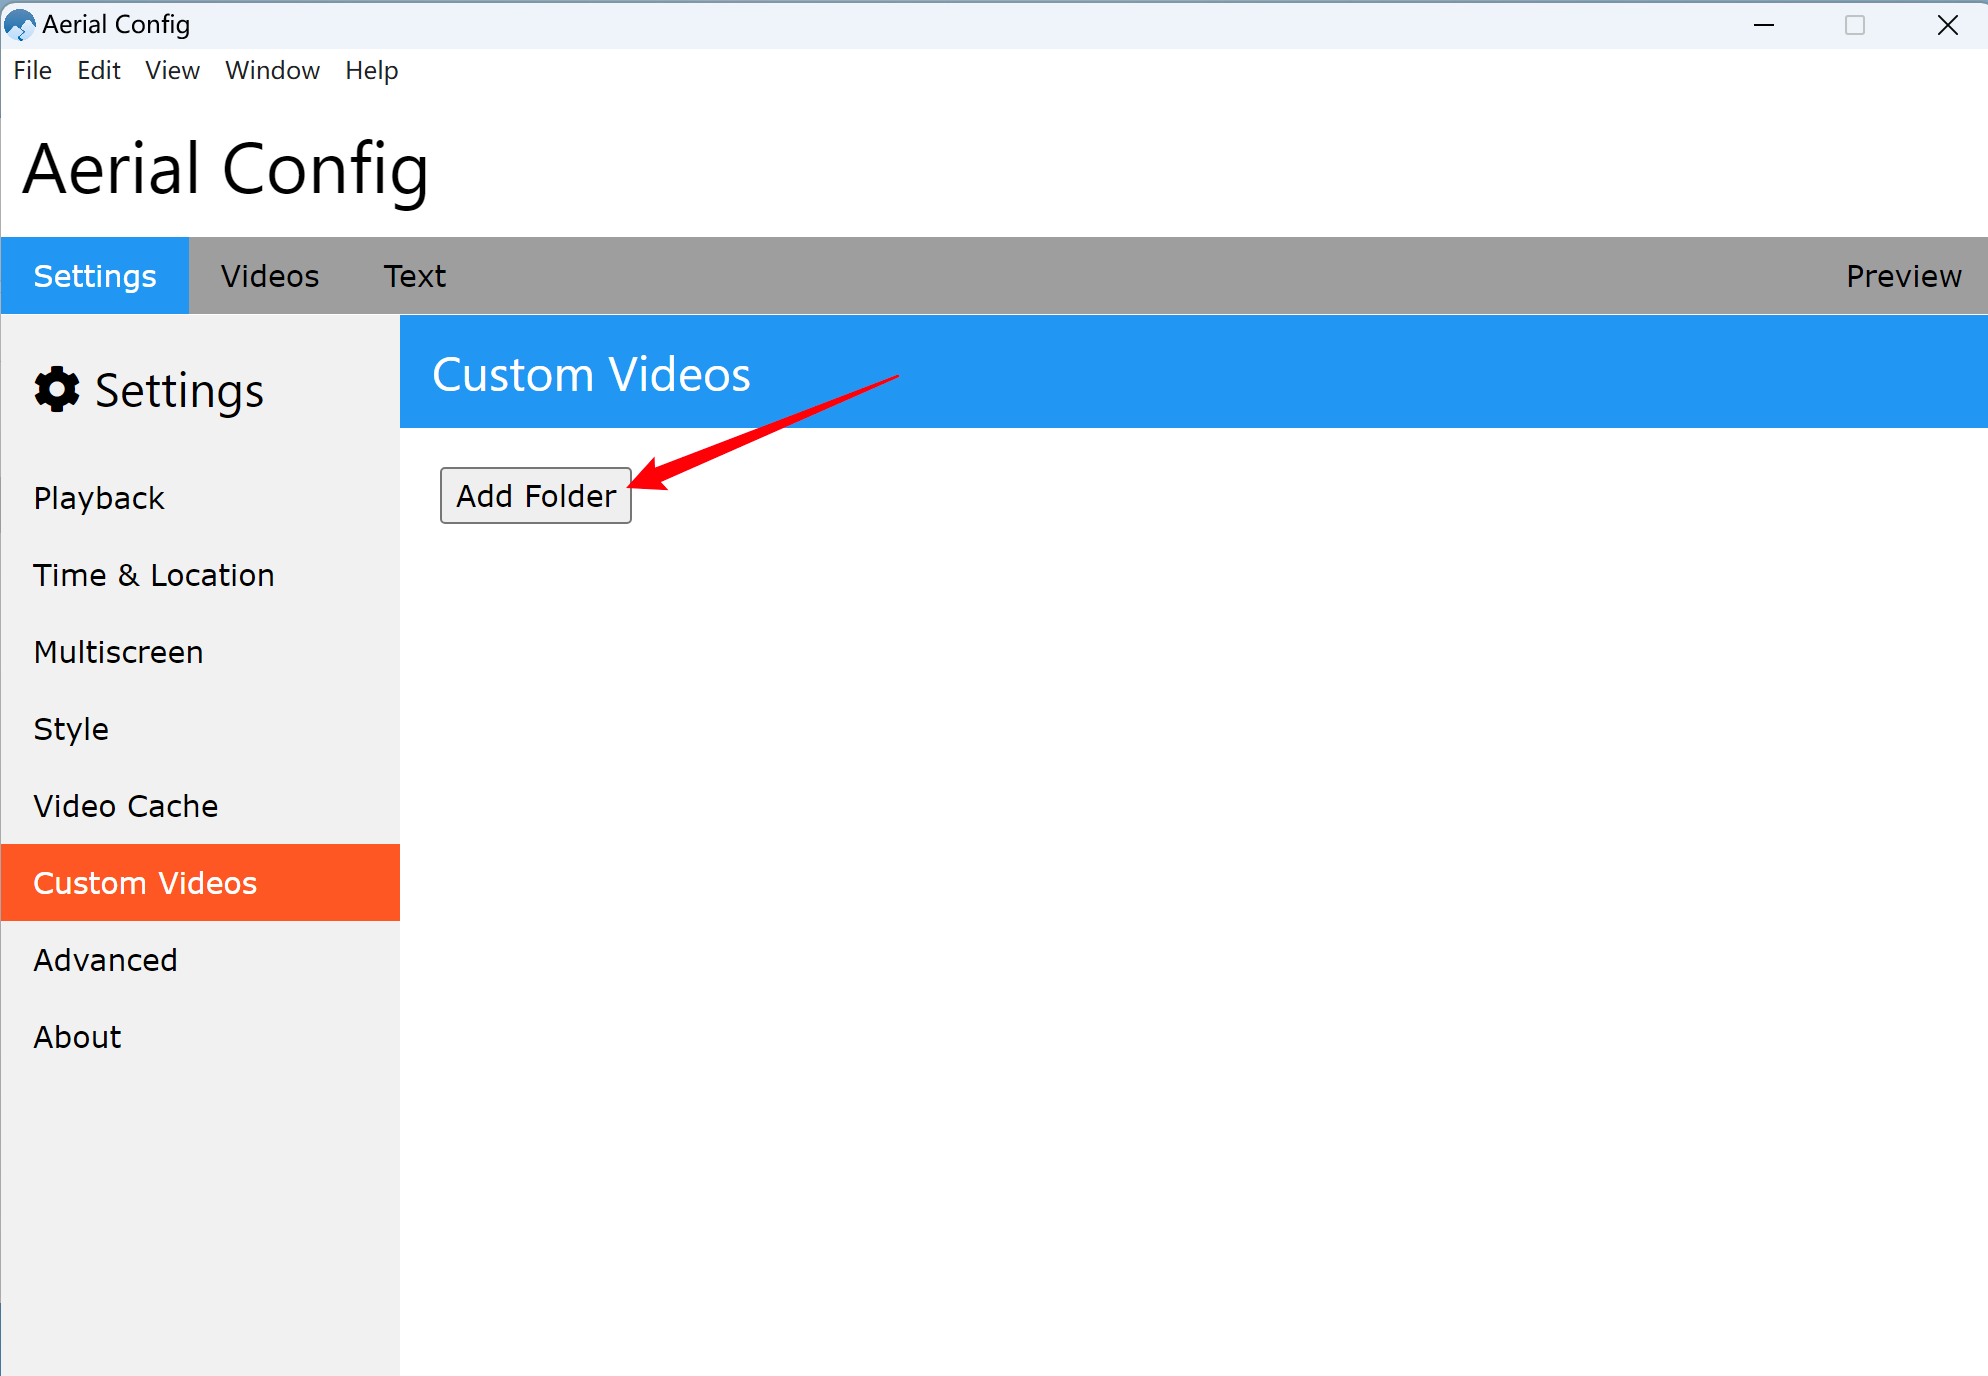 Aerial Config
File Edit View Window Help
Aerial Config
Settings Videos Text Preview
Settings
Playback
Time & Location
Multiscreen
Style
Video Cache
Custom Videos
Advanced
About
Custom Videos
Add Folder